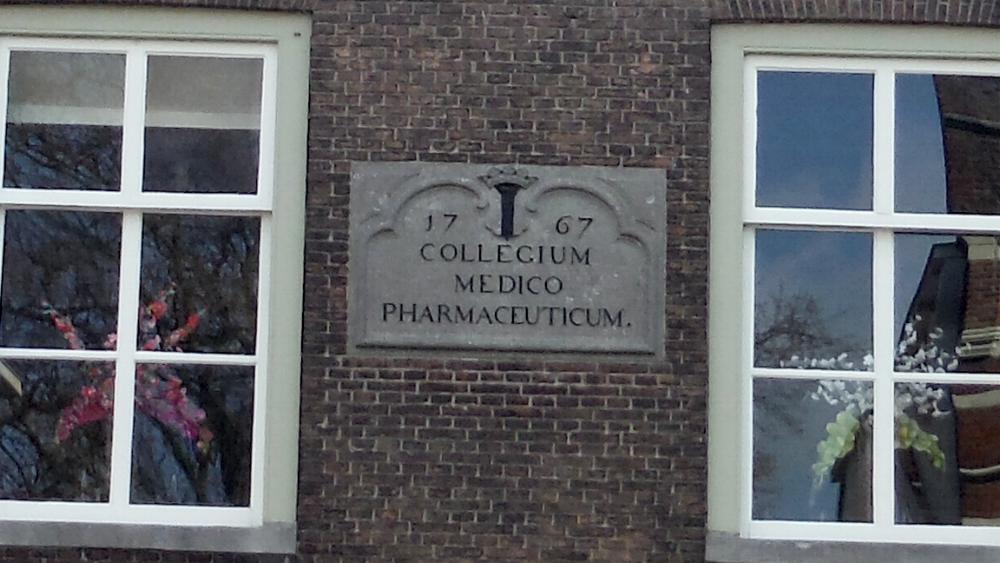 17 67
COLLEGIUM
MEDICO
PHARMACEUTICUM.